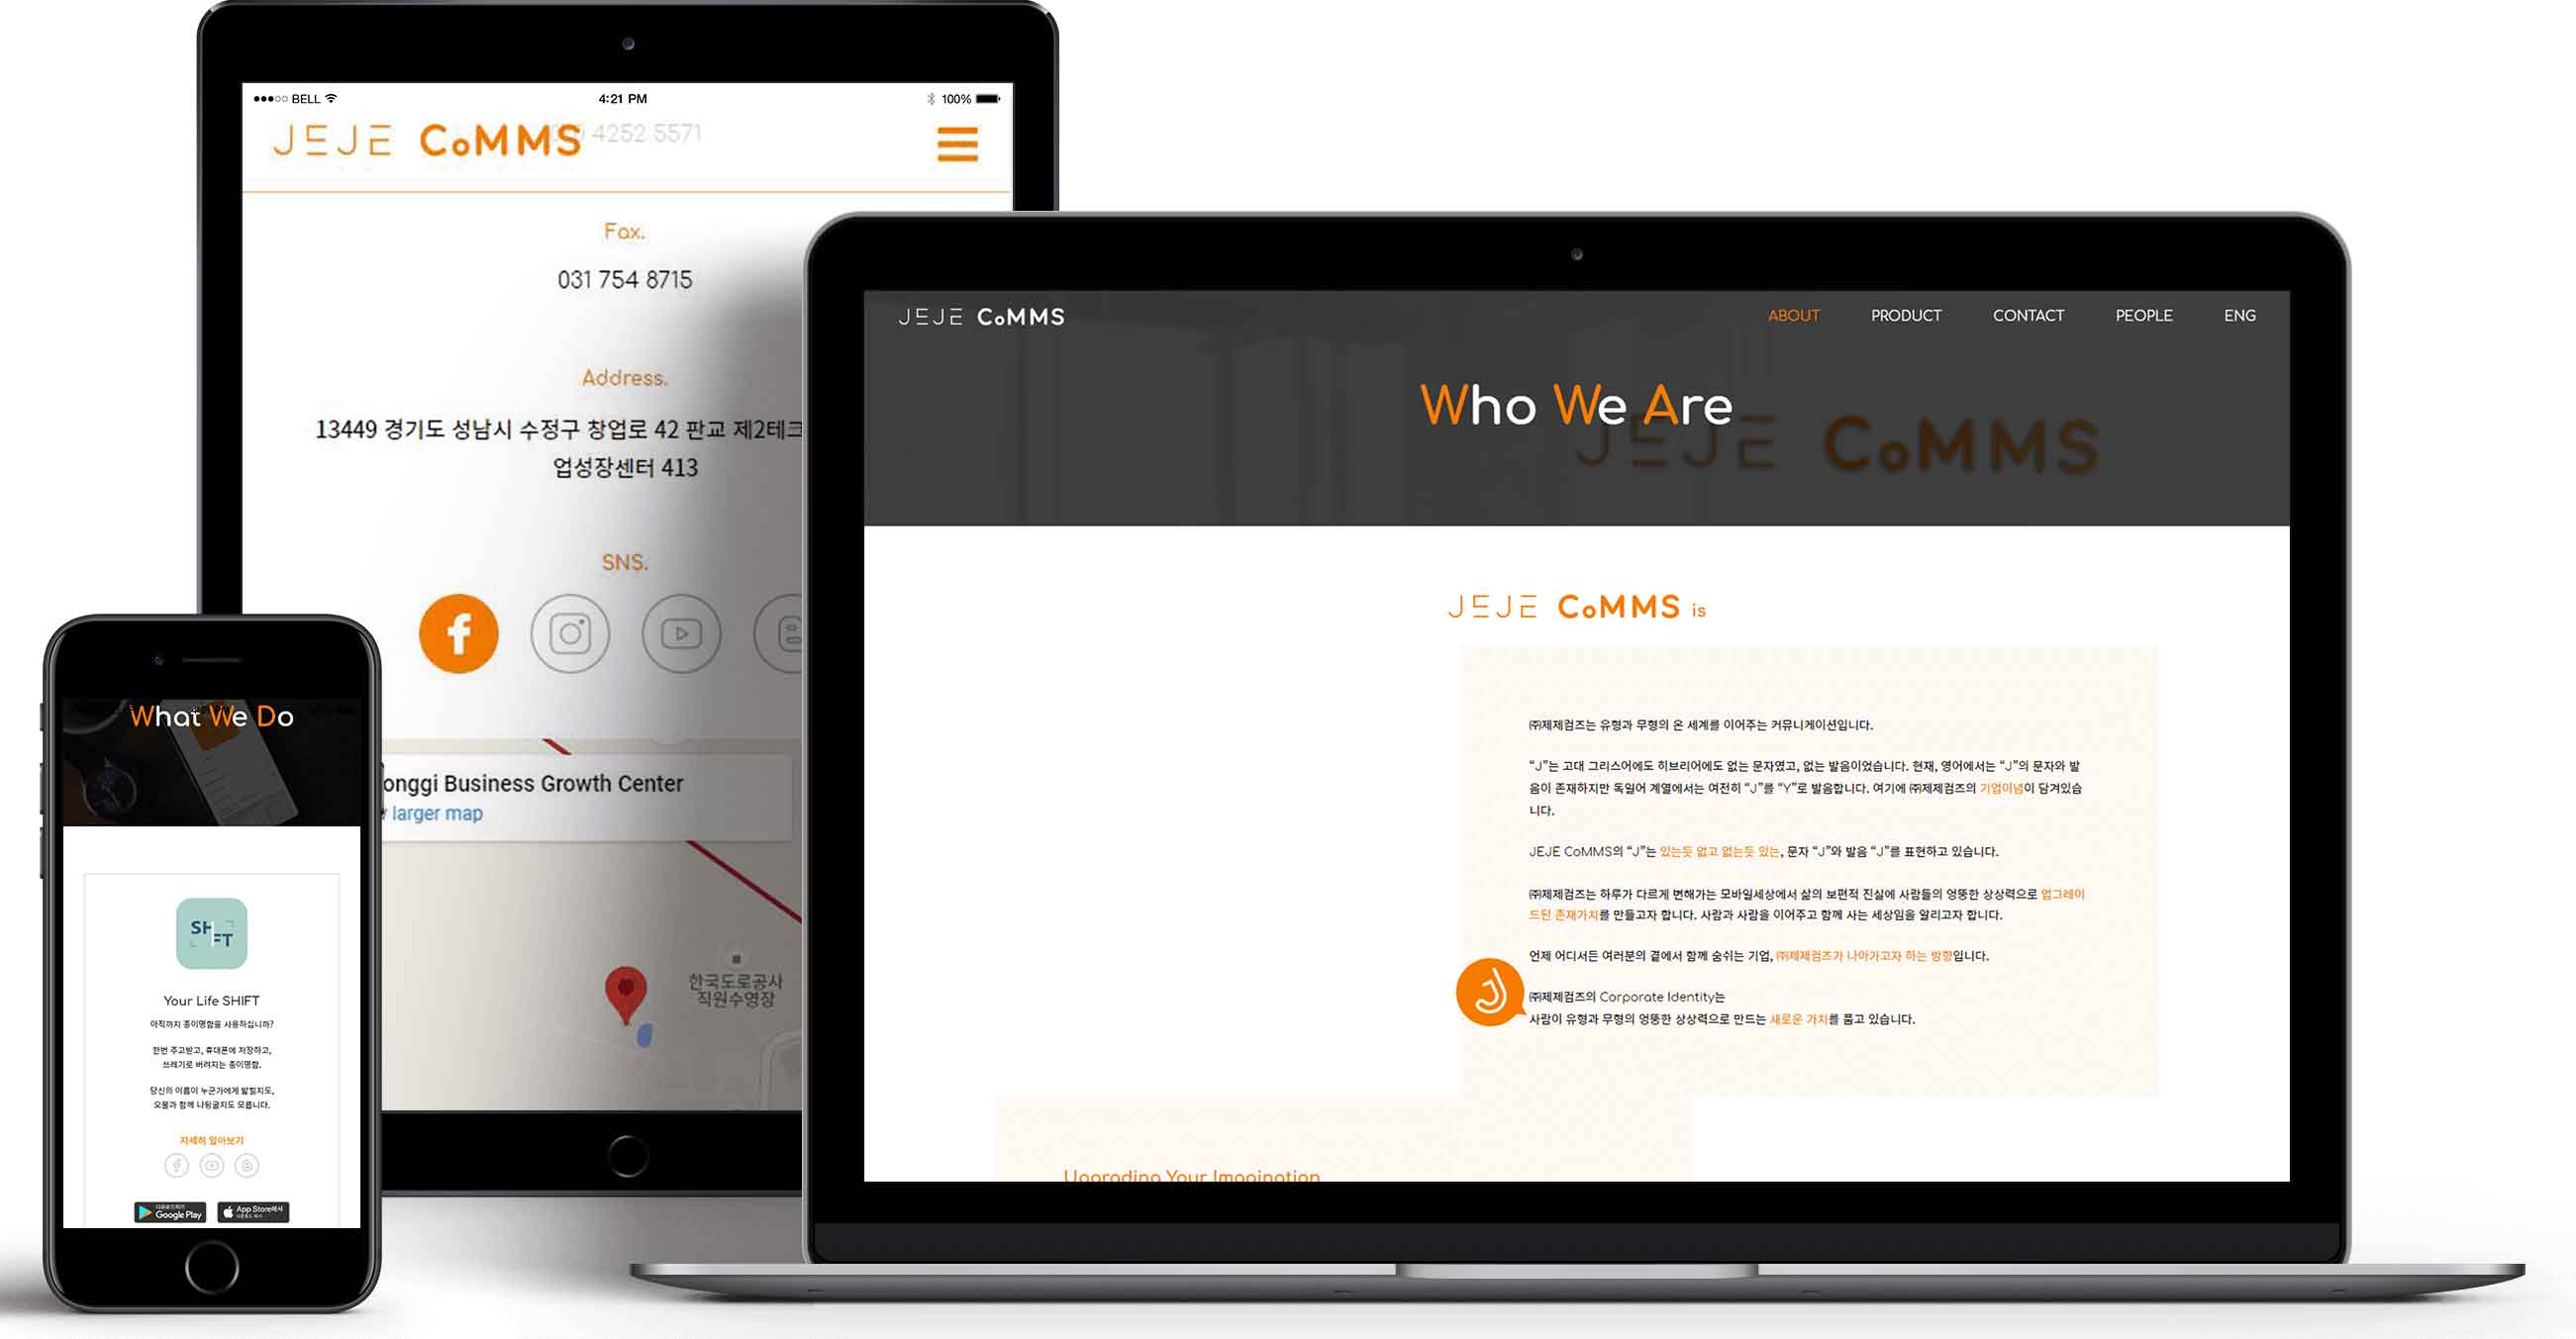 BELL
4:21 PM
100%
JEJE CoMMS
4252 5571
Fax.
031 754 8715
Address.
13449 경기도 성남시 수정구 창업로 42 판교 제2테크
업성장센터 413
SNS.
onggi Business Growth Center
larger map
한국도로공사
직원수영장
What We Do
SHIFT
Your Life SHIFT
아직까지 종이명함을 사용하십니까?
한번 주고받고, 휴대폰에 저장하고,
쓰레기로 버려지는 종이명함.
당신의 이름이 누군가에게 밟힐지도,
오물과 함께 나뒹굴지도 모릅니다.
자세히 알아보기
Google Play
App Store에서
JEJE CoMMS
ABOUT
PRODUCT
CONTACT
PEOPLE
ENG
Who We Are
JEJE CoMMS
JEJE CoMMS is
㈜제제컴즈는 유형과 무형의 온 세계를 이어주는 커뮤니케이션입니다.
“J”는 고대 그리스어에도 히브리어에도 없는 문자였고, 없는 발음이었습니다. 현재, 영어에서는 “J”의 문자와 발
음이 존재하지만 독일어 계열에서는 여전히 “J”를 “Y”로 발음합니다. 여기에 ㈜제제컴즈의 기업이념이 담겨있습
니다.
JEJE CoMMS의 “J”는 있는듯 없고 없는듯 있는, 문자 “J”와 발음 “J”를 표현하고 있습니다.
㈜제제컴즈는 하루가 다르게 변해가는 모바일세상에서 삶의 보편적 진실에 사람들의 엉뚱한 상상력으로 업그레이
드된 존재가치를 만들고자 합니다. 사람과 사람을 이어주고 함께 사는 세상임을 알리고자 합니다.
언제 어디서든 여러분의 곁에서 함께 숨쉬는 기업, ㈜제제컴즈가 나아가고자 하는 방향입니다.
㈜제제컴즈의 Corporate Identity는
사람이 유형과 무형의 엉뚱한 상상력으로 만드는 새로운 가치를 품고 있습니다.
Upgrading Your Imagination